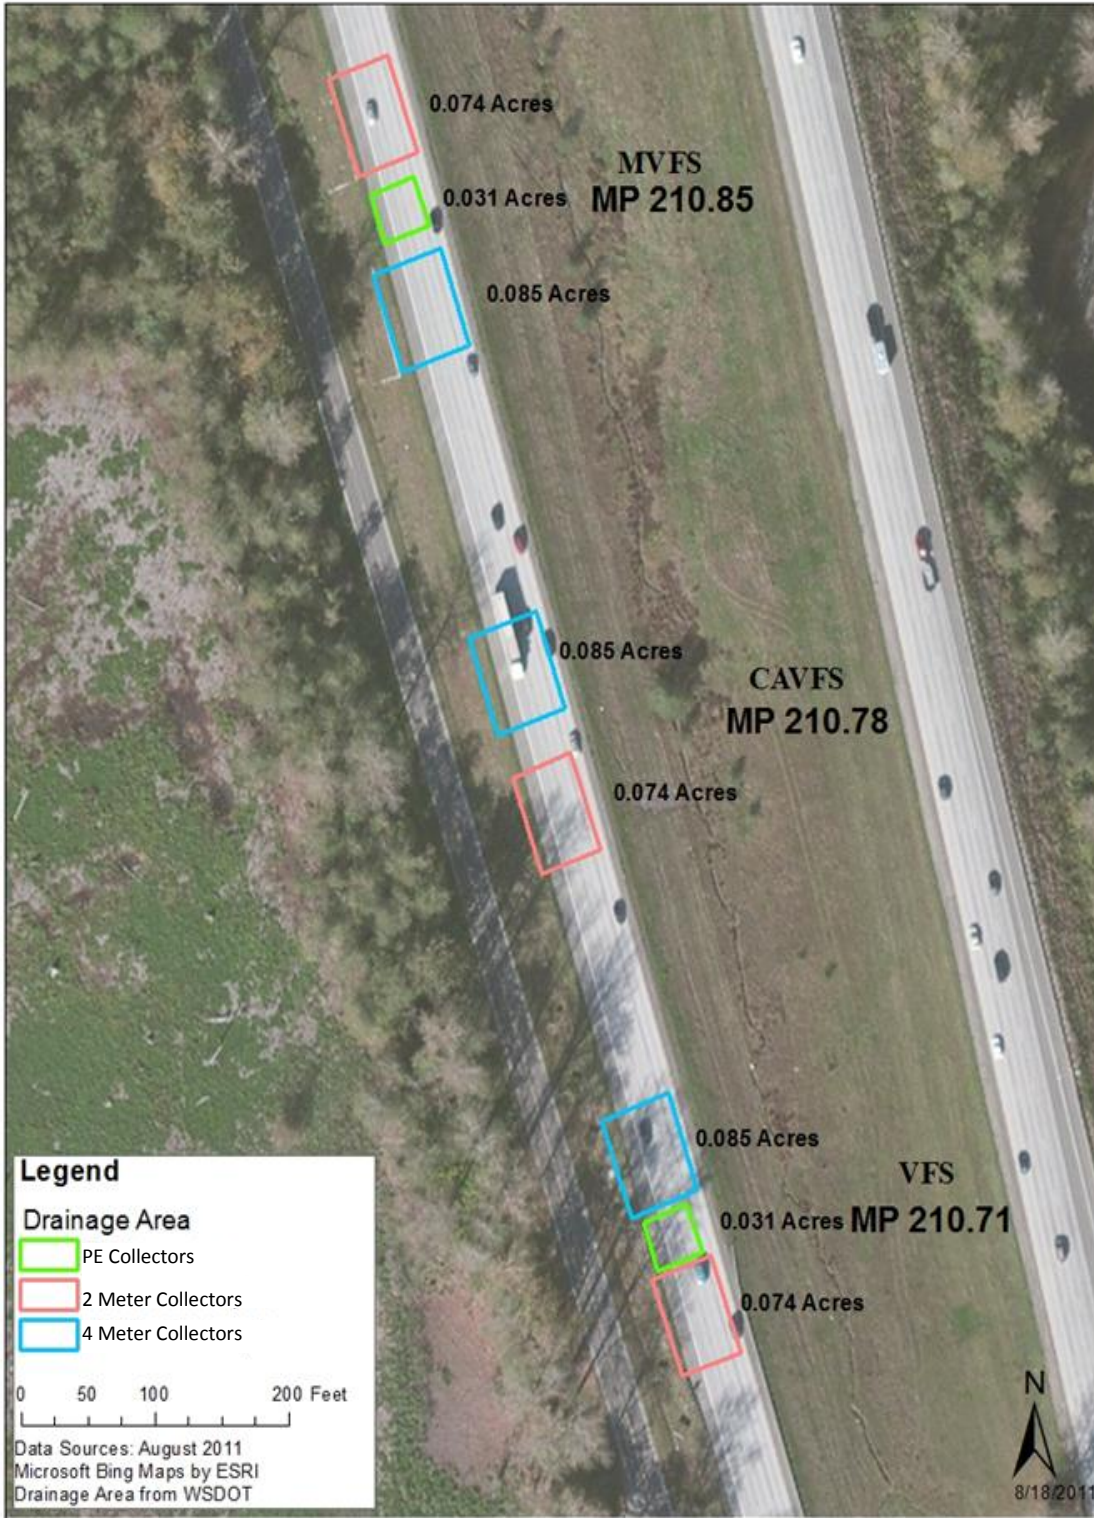 0.074 Acres
MVFS
0.031 Acres
MP 210.85
0.085 Acres
0.085 Acres
CAVFS
MP 210.78
0.074 Acres
0.085 Acres
VFS
0.031 Acres
MP 210.71
0.074 Acres
Legend
Drainage Area
PE Collectors
2 Meter Collectors
4 Meter Collectors
0 50 100 200 Feet
Data Sources: August 2011
Microsoft Bing Maps by ESRI
Drainage Area from WSDOT
N
8/18/2011